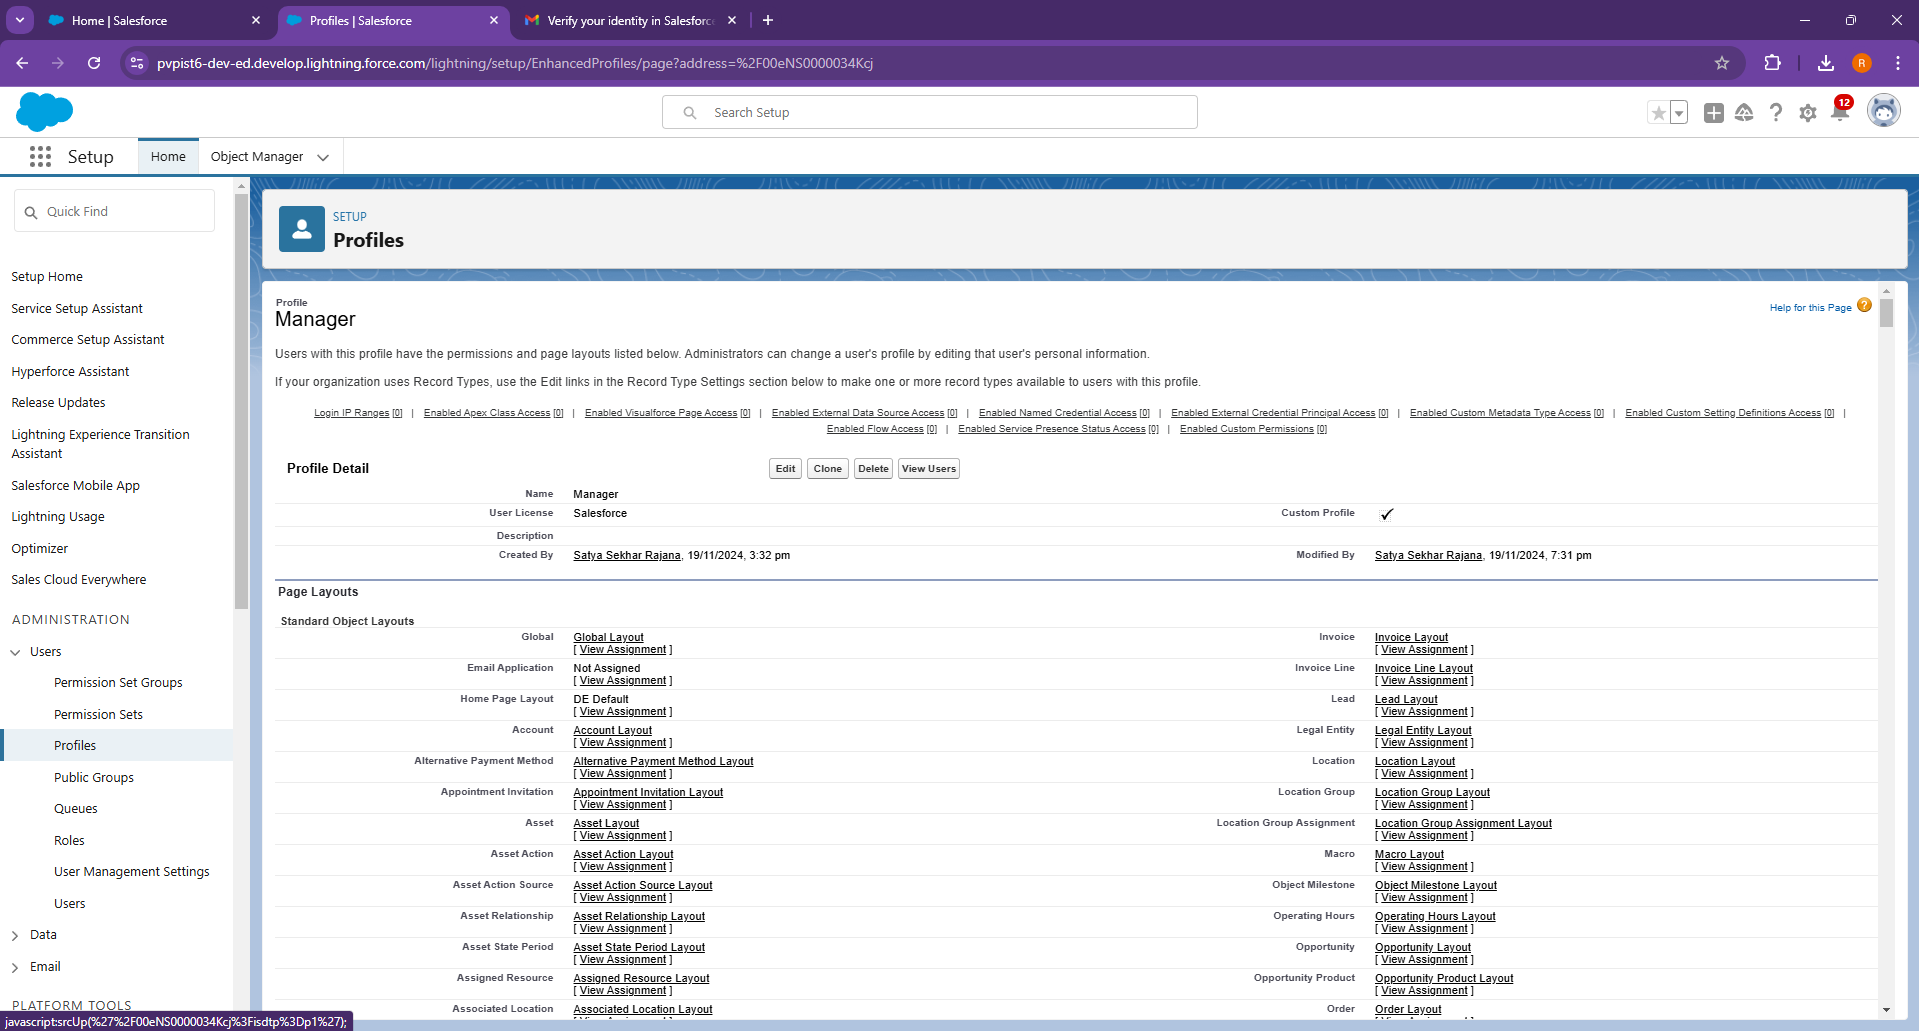 Home | Salesforce
Profiles | Salesforce
Verify your identity in Salesforc
pvpist6-dev-ed.develop.lightning.force.com/lightning/setup/EnhancedProfiles/page?address=%2F00eNS0000034Kcj
R
Search Setup
12
Setup
Home
Object Manager
Quick Find
Setup Home
Service Setup Assistant
Commerce Setup Assistant
Hyperforce Assistant
Release Updates
Lightning Experience Transition
Assistant
Salesforce Mobile App
Lightning Usage
Optimizer
Sales Cloud Everywhere
ADMINISTRATION
Users
Permission Set Groups
Permission Sets
Profiles
Public Groups
Queues
Roles
User Management Settings
Users
Data
Email
PLATFORM TOOLS
javascript:srcUp(%27%2F00eNS0000034Kcj%3Fisdtp%3Dp1%27);
SETUP
Profiles
Profile
Manager
Help for this Page
Users with this profile have the permissions and page layouts listed below. Administrators can change a user's profile by editing that user's personal information.
If your organization uses Record Types, use the Edit links in the Record Type Settings section below to make one or more record types available to users with this profile.
Login IP Ranges [0] | Enabled Apex Class Access [0] | Enabled Visualforce Page Access [0] | Enabled External Data Source Access [0] | Enabled Named Credential Access [0] | Enabled External Credential Principal Access [0] | Enabled Custom Metadata Type Access [0] | Enabled Custom Setting Definitions Access [0] |
Enabled Flow Access [0] | Enabled Service Presence Status Access [0] | Enabled Custom Permissions [0]
Profile Detail
Edit Clone Delete View Users
Name Manager
User License Salesforce Custom Profile
Description
Created By Satya Sekhar Rajana, 19/11/2024, 3:32 pm Modified By Satya Sekhar Rajana, 19/11/2024, 7:31 pm
Page Layouts
Standard Object Layouts
Global Global Layout Invoice Invoice Layout
[ View Assignment ] [ View Assignment ]
Email Application Not Assigned Invoice Line Invoice Line Layout
[ View Assignment ] [ View Assignment ]
Home Page Layout DE Default Lead Lead Layout
[ View Assignment ] [ View Assignment ]
Account Account Layout Legal Entity Legal Entity Layout
[ View Assignment ] [ View Assignment ]
Alternative Payment Method Alternative Payment Method Layout Location Location Layout
[ View Assignment ] [ View Assignment ]
Appointment Invitation Appointment Invitation Layout Location Group Location Group Layout
[ View Assignment ] [ View Assignment ]
Asset Asset Layout Location Group Assignment Location Group Assignment Layout
[ View Assignment ] [ View Assignment ]
Asset Action Asset Action Layout Macro Macro Layout
[ View Assignment ] [ View Assignment ]
Asset Action Source Asset Action Source Layout Object Milestone Object Milestone Layout
[ View Assignment ] [ View Assignment ]
Asset Relationship Asset Relationship Layout Operating Hours Operating Hours Layout
[ View Assignment ] [ View Assignment ]
Asset State Period Asset State Period Layout Opportunity Opportunity Layout
[ View Assignment ] [ View Assignment ]
Assigned Resource Assigned Resource Layout Opportunity Product Opportunity Product Layout
[ View Assignment ] [ View Assignment ]
Associated Location Associated Location Layout Order Order Layout